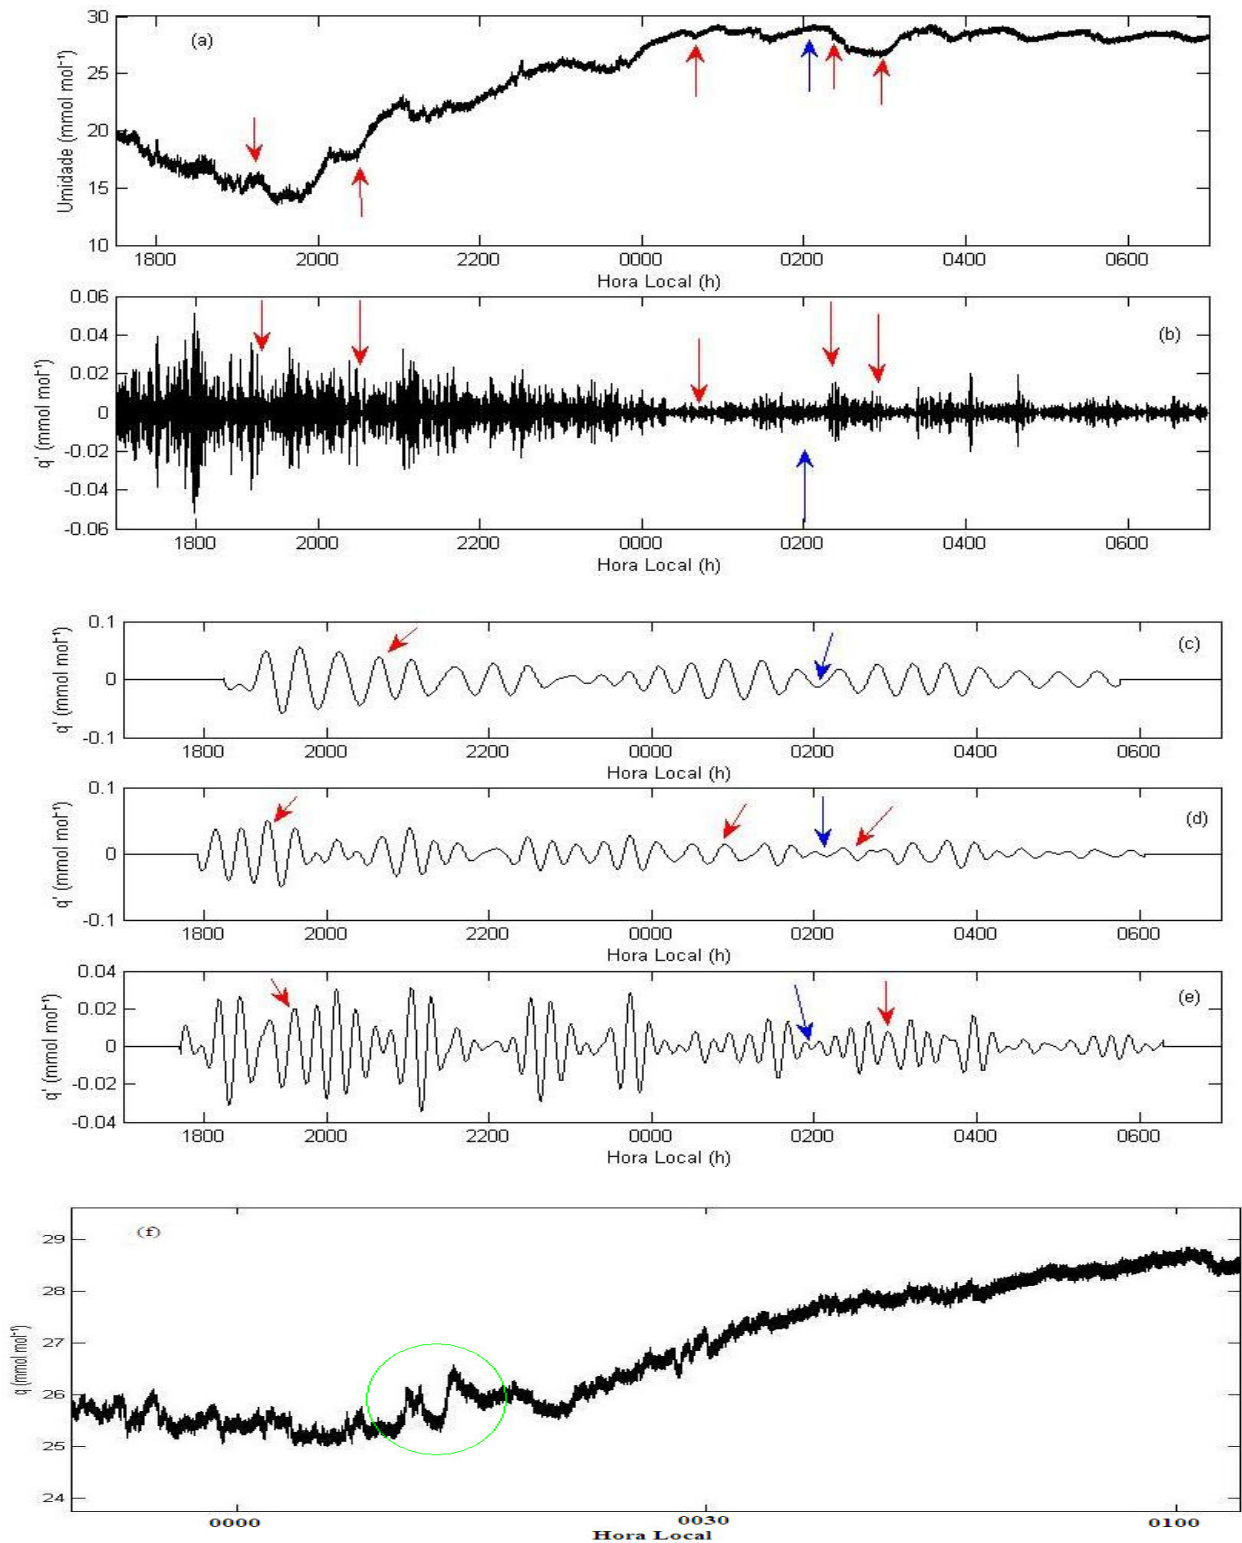 30
25
20
15
10
Umidade (mmol mol⁻¹)
(a)
1800 2000 2200 0000 0200 0400 0600
Hora Local (h)
0.06
0.04
0.02
0
-0.02
-0.04
-0.06
q' (mmol mol⁻¹)
(b)
1800 2000 2200 0000 0200 0400 0600
Hora Local (h)
0.1
0
-0.1
q' (mmol mol⁻¹)
(c)
1800 2000 2200 0000 0200 0400 0600
Hora Local (h)
0.1
0
-0.1
q' (mmol mol⁻¹)
(d)
1800 2000 2200 0000 0200 0400 0600
Hora Local (h)
0.04
0.02
0
-0.02
-0.04
q' (mmol mol⁻¹)
(e)
1800 2000 2200 0000 0200 0400 0600
Hora Local (h)
(f)
29
28
27
26
25
24
q (mmol mol⁻¹)
0000 0030 0100
Hora Local